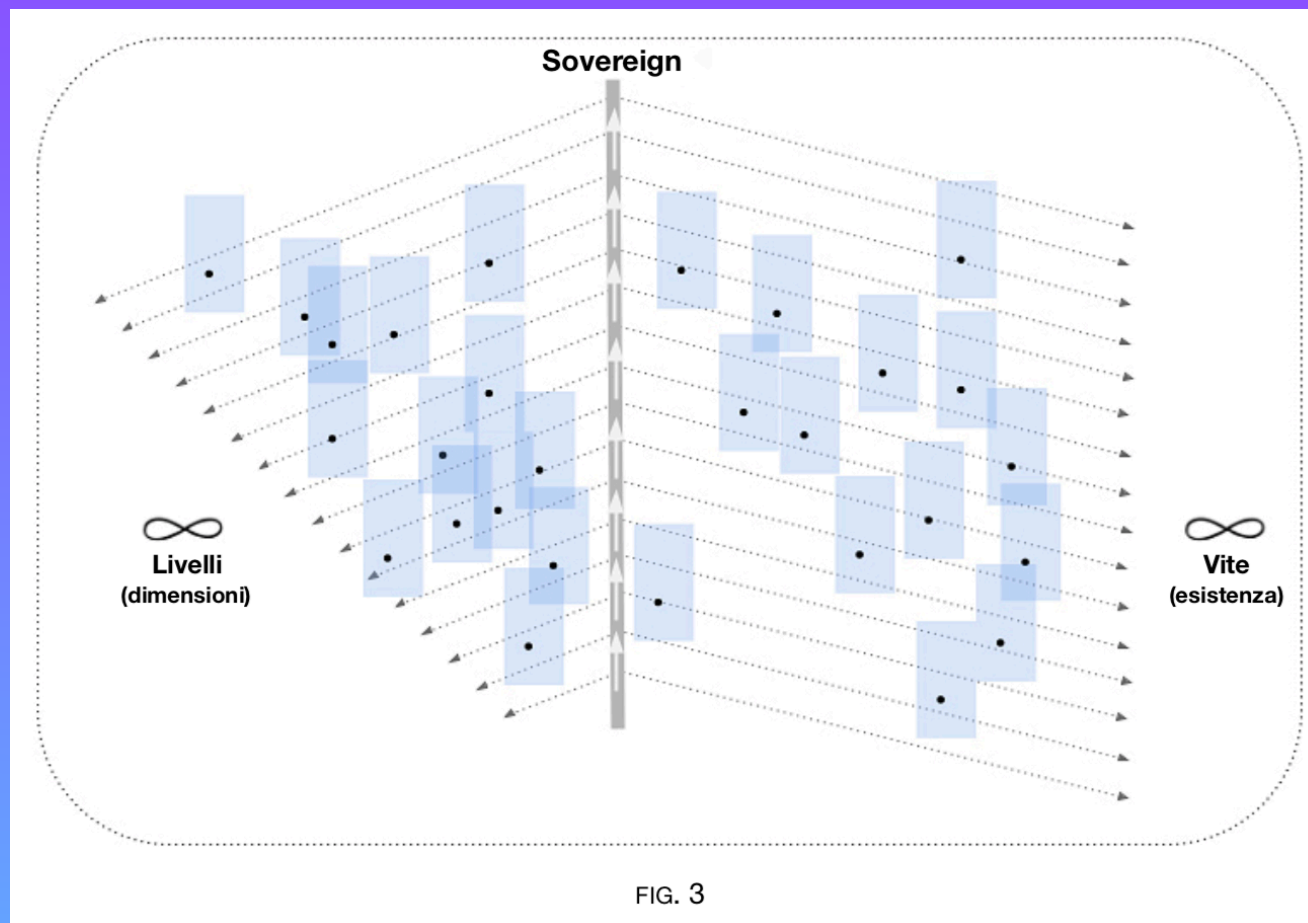 Sovereign
Livelli
(dimensioni)
Vite
(esistenza)
FIG. 3